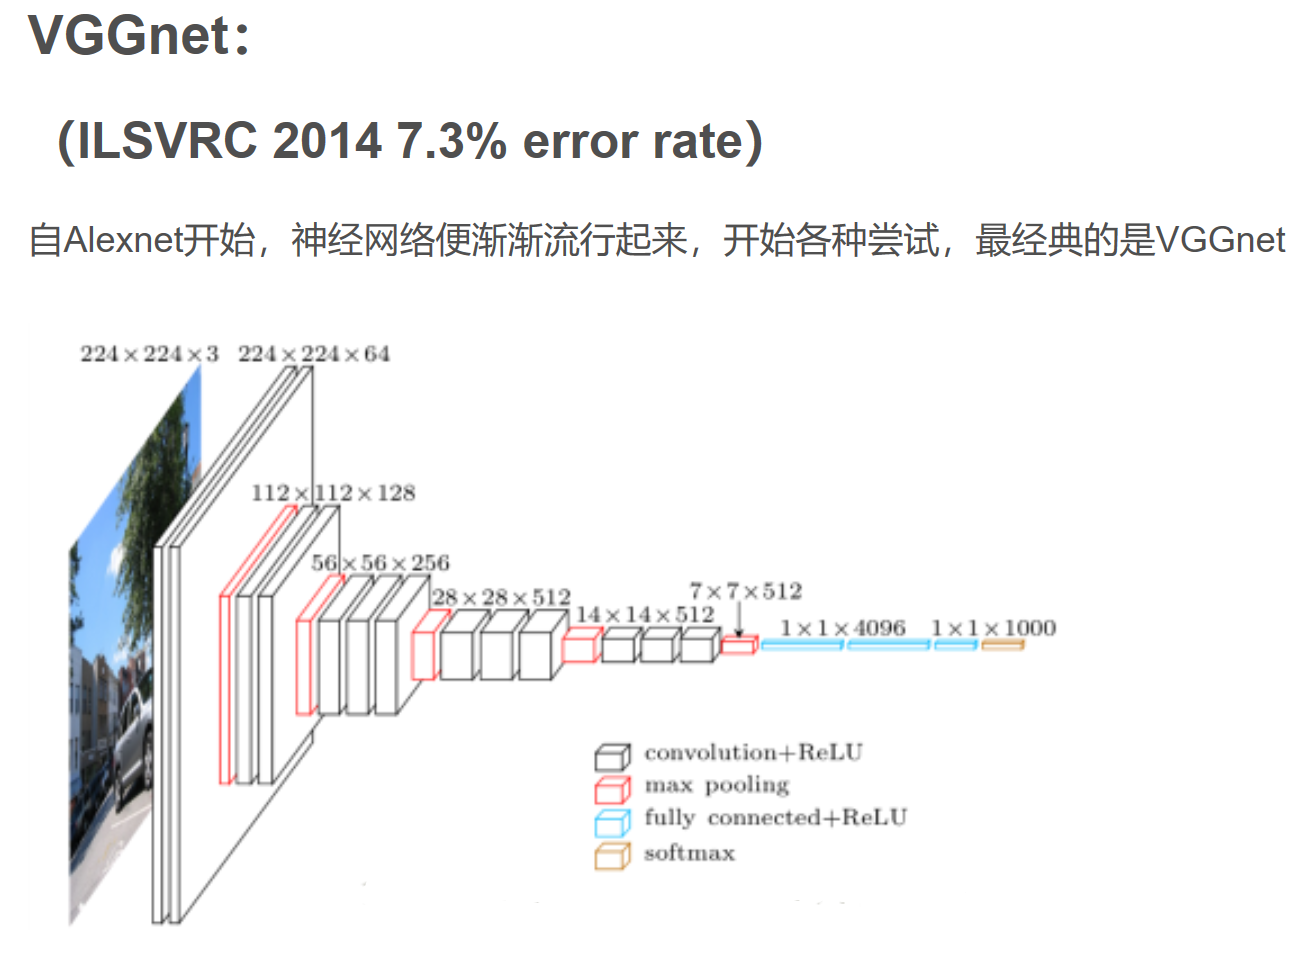 VGGnet：
（ILSVRC 2014 7.3% error rate）
自Alexnet开始，神经网络便渐渐流行起来，开始各种尝试，最经典的是VGGnet
224×224×3 224×224×64
112×112×128
56×56×256
28×28×512
14×14×512
7×7×512
1×1×4096 1×1×1000
convolution+ReLU
max pooling
fully connected+ReLU
softmax